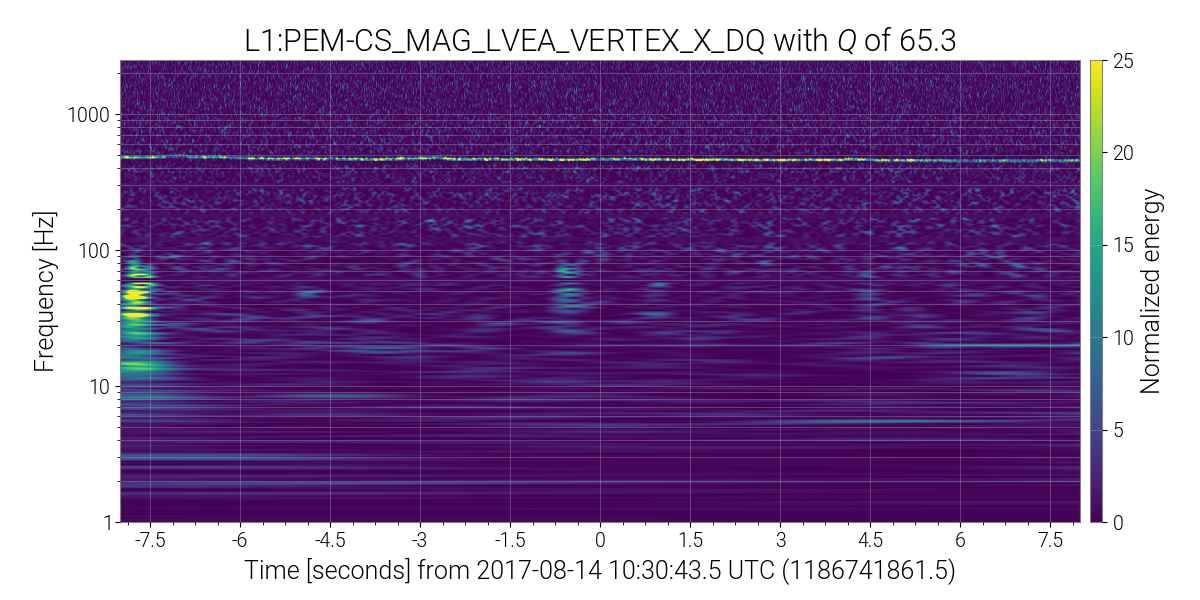 L1:PEM-CS_MAG_LVEA_VERTEX_X_DQ with Q of 65.3
Frequency [Hz]
1000
100
10
1
-7.5 -6 -4.5 -3 -1.5 0 1.5 3 4.5 6 7.5
Time [seconds] from 2017-08-14 10:30:43.5 UTC (1186741861.5)
25
20
15
10
5
0
Normalized energy